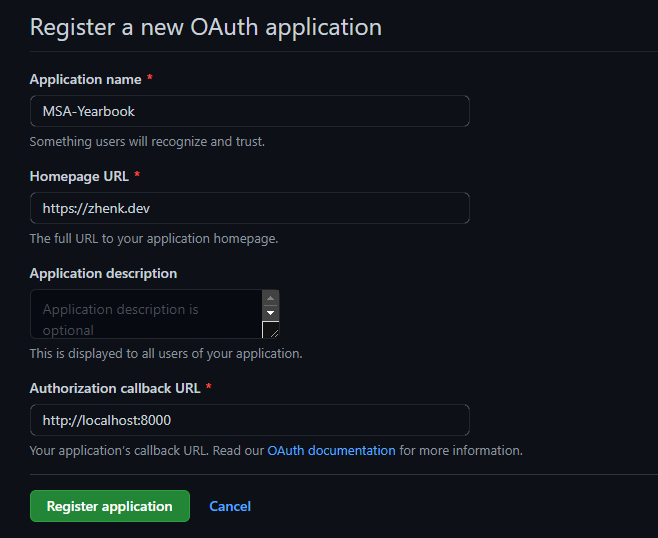 Register a new OAuth application
Application name *
MSA-Yearbook
Something users will recognize and trust.
Homepage URL *
https://zhenk.dev
The full URL to your application homepage.
Application description
Application description is
optional
This is displayed to all users of your application.
Authorization callback URL *
http://localhost:8000
Your application's callback URL. Read our OAuth documentation for more information.
Register application Cancel